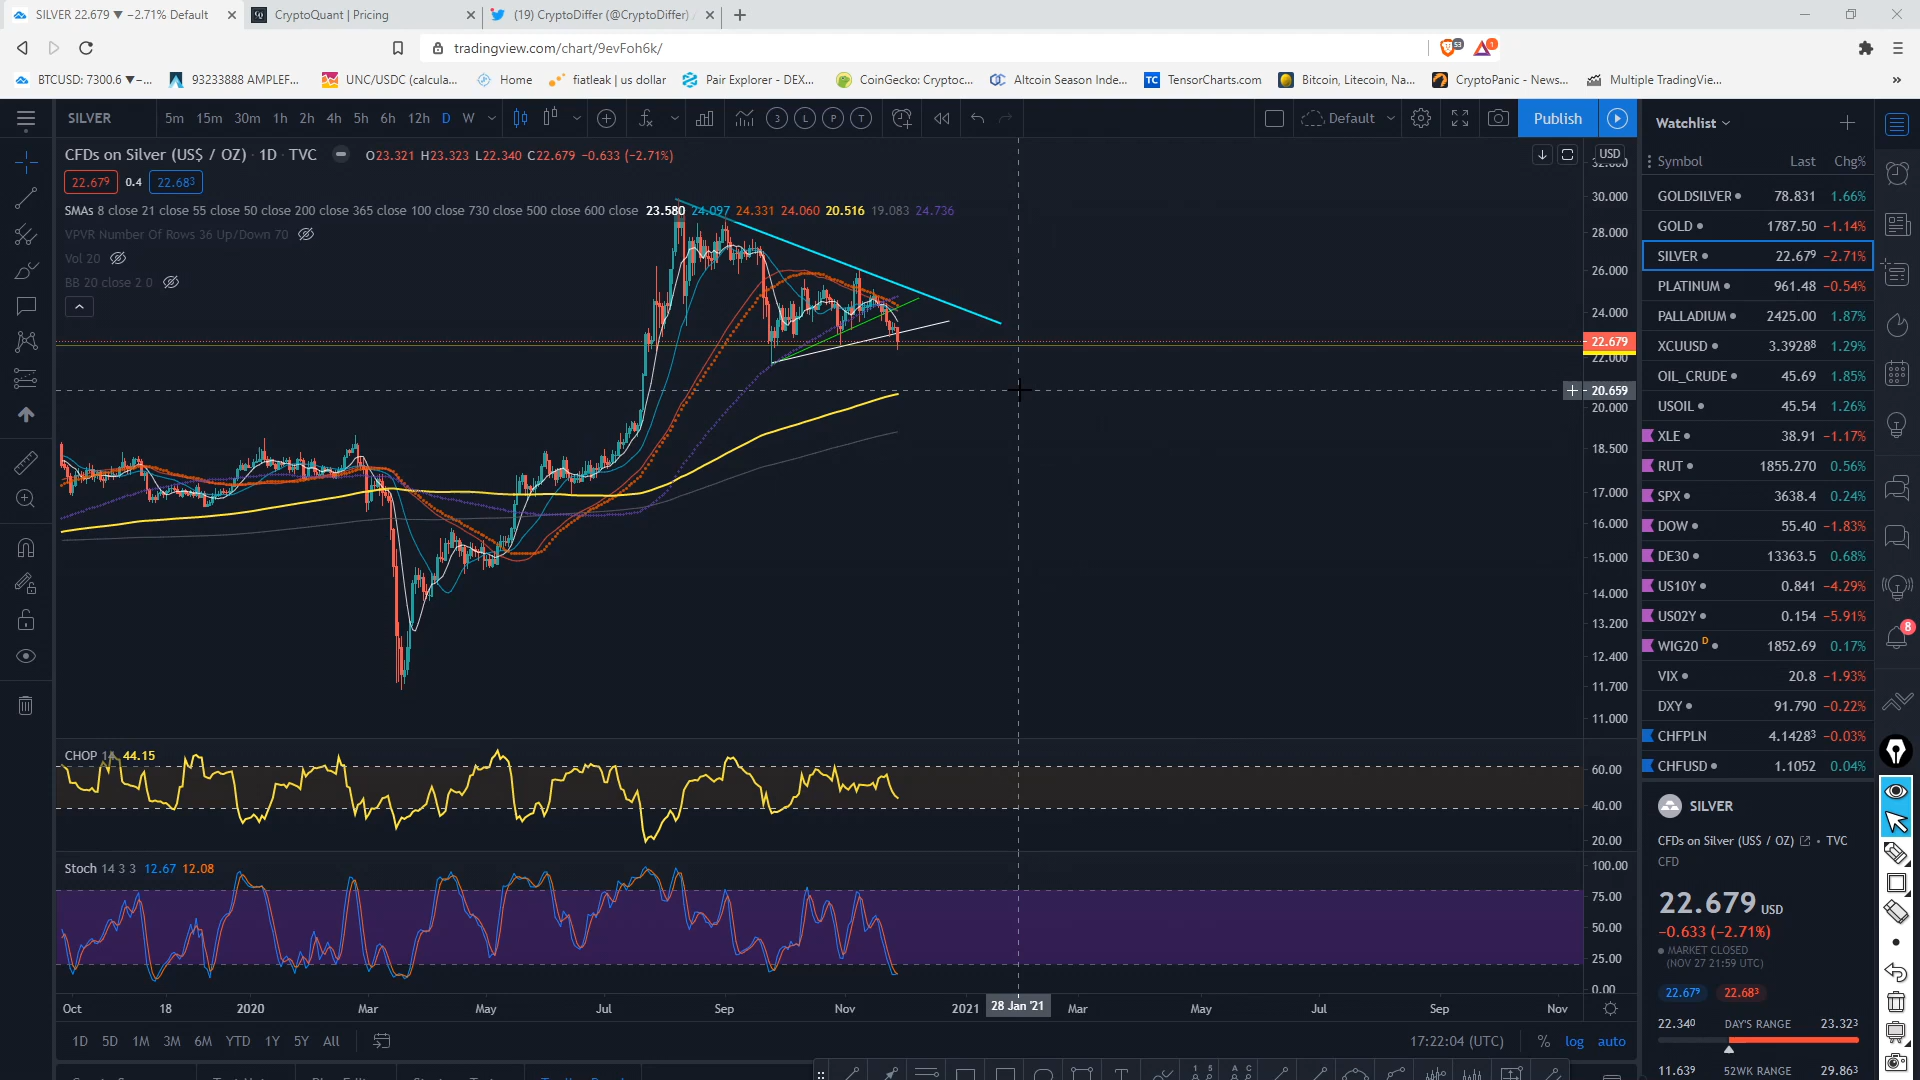 SILVER 22.679 ▼ −2.71% Default
CryptoQuant | Pricing
(19) CryptoDiffer (@CryptoDiffer)
tradingview.com/chart/9evFoh6k/
53
1
BTCUSD: 7300.6 ▼−...
93233888 AMPLEF...
UNC/USDC (calcula...
Home
fiatleak | us dollar
Pair Explorer - DEX...
CoinGecko: Cryptoc...
Altcoin Season Inde...
TC TensorCharts.com
Bitcoin, Litecoin, Na...
CryptoPanic - News...
Multiple TradingVie...
»
SILVER 5m 15m 30m 1h 2h 4h 5h 6h 12h D W
3 L P T
Default
Publish
CFDs on Silver (US$ / OZ) · 1D · TVC O23.321 H23.323 L22.340 C22.679 −0.633 (−2.71%)
22.679 0.4 22.683
SMAs 8 close 21 close 55 close 50 close 200 close 365 close 100 close 730 close 500 close 600 close 23.580 24.097 24.331 24.060 20.516 19.083 24.736
VPVR Number Of Rows 36 Up/Down 70
Vol 20
BB 20 close 2 0
USD
32.000
30.000
28.000
26.000
24.000
22.679
22.000
20.659
20.000
18.500
17.000
16.000
15.000
14.000
13.200
12.400
11.700
11.000
CHOP 14 44.15
60.00
40.00
20.00
Stoch 14 3 3 12.67 12.08
100.00
75.00
50.00
25.00
0.00
Oct 18 2020 Mar May Jul Sep Nov 2021 28 Jan '21 Mar May Jul Sep Nov
1D 5D 1M 3M 6M YTD 1Y 5Y All
17:22:04 (UTC) % log auto
Watchlist
Symbol Last Chg%
GOLDSILVER 78.831 1.66%
GOLD 1787.50 −1.14%
SILVER 22.679 −2.71%
PLATINUM 961.48 −0.54%
PALLADIUM 2425.00 1.87%
XCUUSD 3.3928 1.29%
OIL_CRUDE 45.69 1.85%
USOIL 45.54 1.26%
XLE 38.91 −1.17%
RUT 1855.270 0.56%
SPX 3638.4 0.24%
DOW 55.40 −1.83%
DE30 13363.5 0.68%
US10Y 0.841 −4.29%
US02Y 0.154 −5.91%
WIG20 D 1852.69 0.17%
VIX 20.8 −1.93%
DXY 91.790 −0.22%
CHFPLN 4.1428 −0.03%
CHFUSD 1.1052 0.04%
8
SILVER
CFDs on Silver (US$ / OZ) • TVC
CFD
22.679 USD
−0.633 (−2.71%)
MARKET CLOSED
(NOV 27 21:59 UTC)
22.679 22.683
22.340 DAY'S RANGE 23.323
11.639 52WK RANGE 29.863